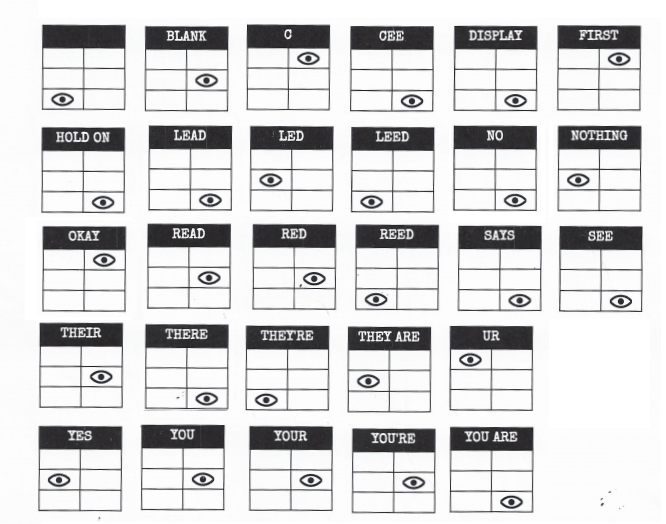 BLANK C CEE DISPLAY FIRST
HOLD ON LEAD LED LEED NO NOTHING
OKAY READ RED REED SAYS SEE
THEIR THERE THEY'RE THEY ARE UR
YES YOU YOUR YOU'RE YOU ARE